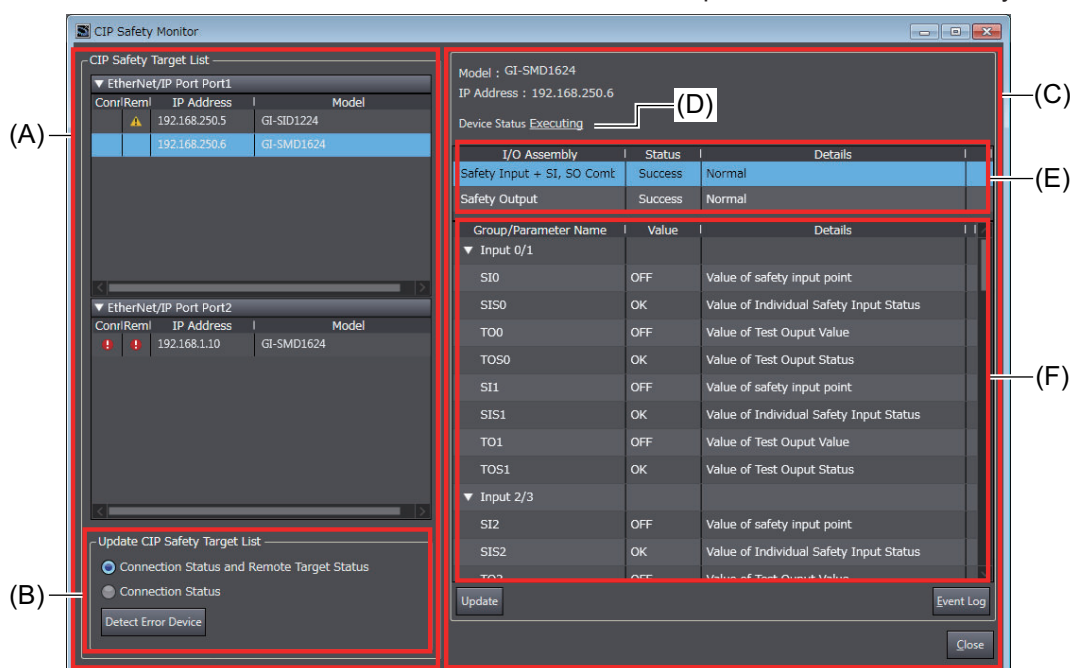 CIP Safety Monitor
CIP Safety Target List
▼ EtherNet/IP Port Port1
Conn Rem IP Address Model
192.168.250.5 GI-SID1224
192.168.250.6 GI-SMD1624
▼ EtherNet/IP Port Port2
Conn Rem IP Address Model
192.168.1.10 GI-SMD1624
Update CIP Safety Target List
Connection Status and Remote Target Status
Connection Status
Detect Error Device
Model : GI-SMD1624
IP Address : 192.168.250.6
Device Status Executing
I/O Assembly Status Details
Safety Input + SI, SO Comb Success Normal
Safety Output Success Normal
Group/Parameter Name Value Details
▼ Input 0/1
SI0 OFF Value of safety input point
SIS0 OK Value of Individual Safety Input Status
TO0 OFF Value of Test Ouput Value
TOS0 OK Value of Test Ouput Status
SI1 OFF Value of safety input point
SIS1 OK Value of Individual Safety Input Status
TO1 OFF Value of Test Ouput Value
TOS1 OK Value of Test Ouput Status
▼ Input 2/3
SI2 OFF Value of safety input point
SIS2 OK Value of Individual Safety Input Status
TO2 OFF Value of Test Ouput Value
Update Event Log
Close
(A)
(B)
(C)
(D)
(E)
(F)